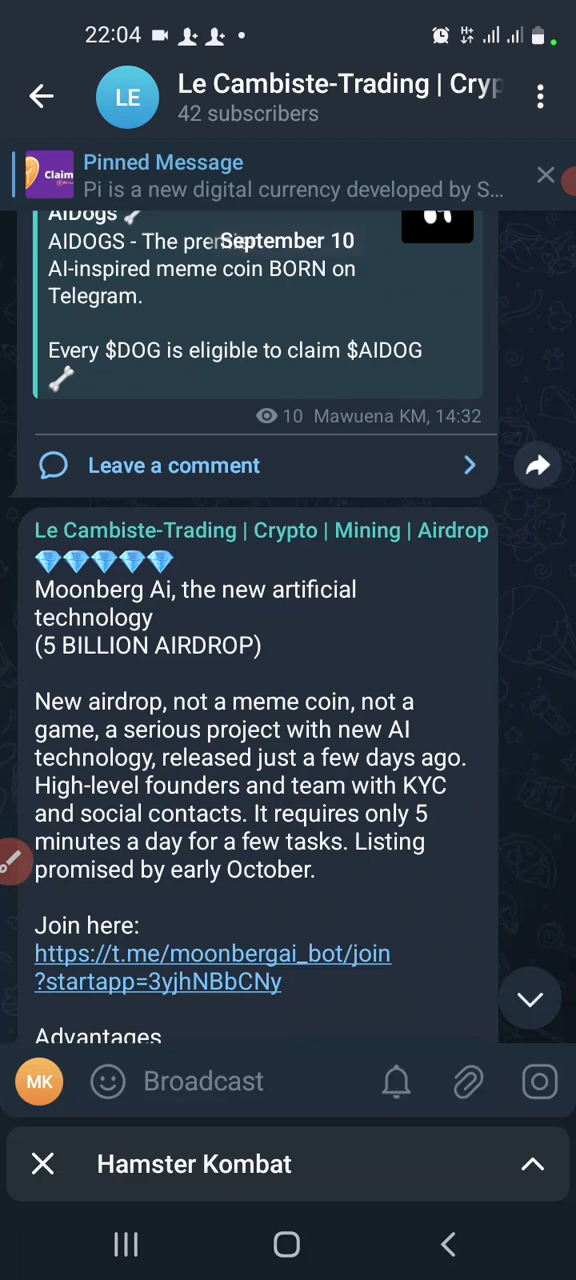 22:04
Le Cambiste-Trading | Cryp
LE
42 subscribers
Pinned Message
Claim
Pi is a new digital currency developed by S...
AIDogs
September 10
AIDOGS - The premier
AI-inspired meme coin BORN on
Telegram.
Every $DOG is eligible to claim $AIDOG
10 Mawuena KM, 14:32
Leave a comment
Le Cambiste-Trading | Crypto | Mining | Airdrop
💎💎💎💎💎
Moonberg Ai, the new artificial
technology
(5 BILLION AIRDROP)
New airdrop, not a meme coin, not a
game, a serious project with new AI
technology, released just a few days ago.
High-level founders and team with KYC
and social contacts. It requires only 5
minutes a day for a few tasks. Listing
promised by early October.
Join here:
https://t.me/moonbergai_bot/join
?startapp=3yjhNBbCNy
Advantages
MK
Broadcast
Hamster Kombat